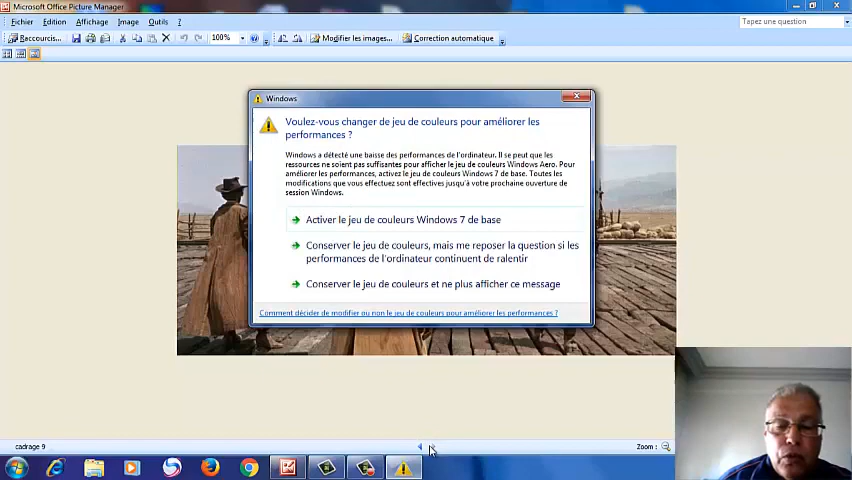 Microsoft Office Picture Manager
Fichier Edition Affichage Image Outils ?
Tapez une question
Raccourcis... 100% Modifier les images... Correction automatique
Windows
Voulez-vous changer de jeu de couleurs pour améliorer les
performances ?
Windows a détecté une baisse des performances de l'ordinateur. Il se peut que les
ressources ne soient pas suffisantes pour afficher le jeu de couleurs Windows Aero. Pour
améliorer les performances, activez le jeu de couleurs Windows 7 de base. Toutes les
modifications que vous effectuez sont effectives jusqu'à votre prochaine ouverture de
session Windows.
Activer le jeu de couleurs Windows 7 de base
Conserver le jeu de couleurs, mais me reposer la question si les
performances de l'ordinateur continuent de ralentir
Conserver le jeu de couleurs et ne plus afficher ce message
Comment décider de modifier ou non le jeu de couleurs pour améliorer les performances ?
cadrage 9
Zoom :